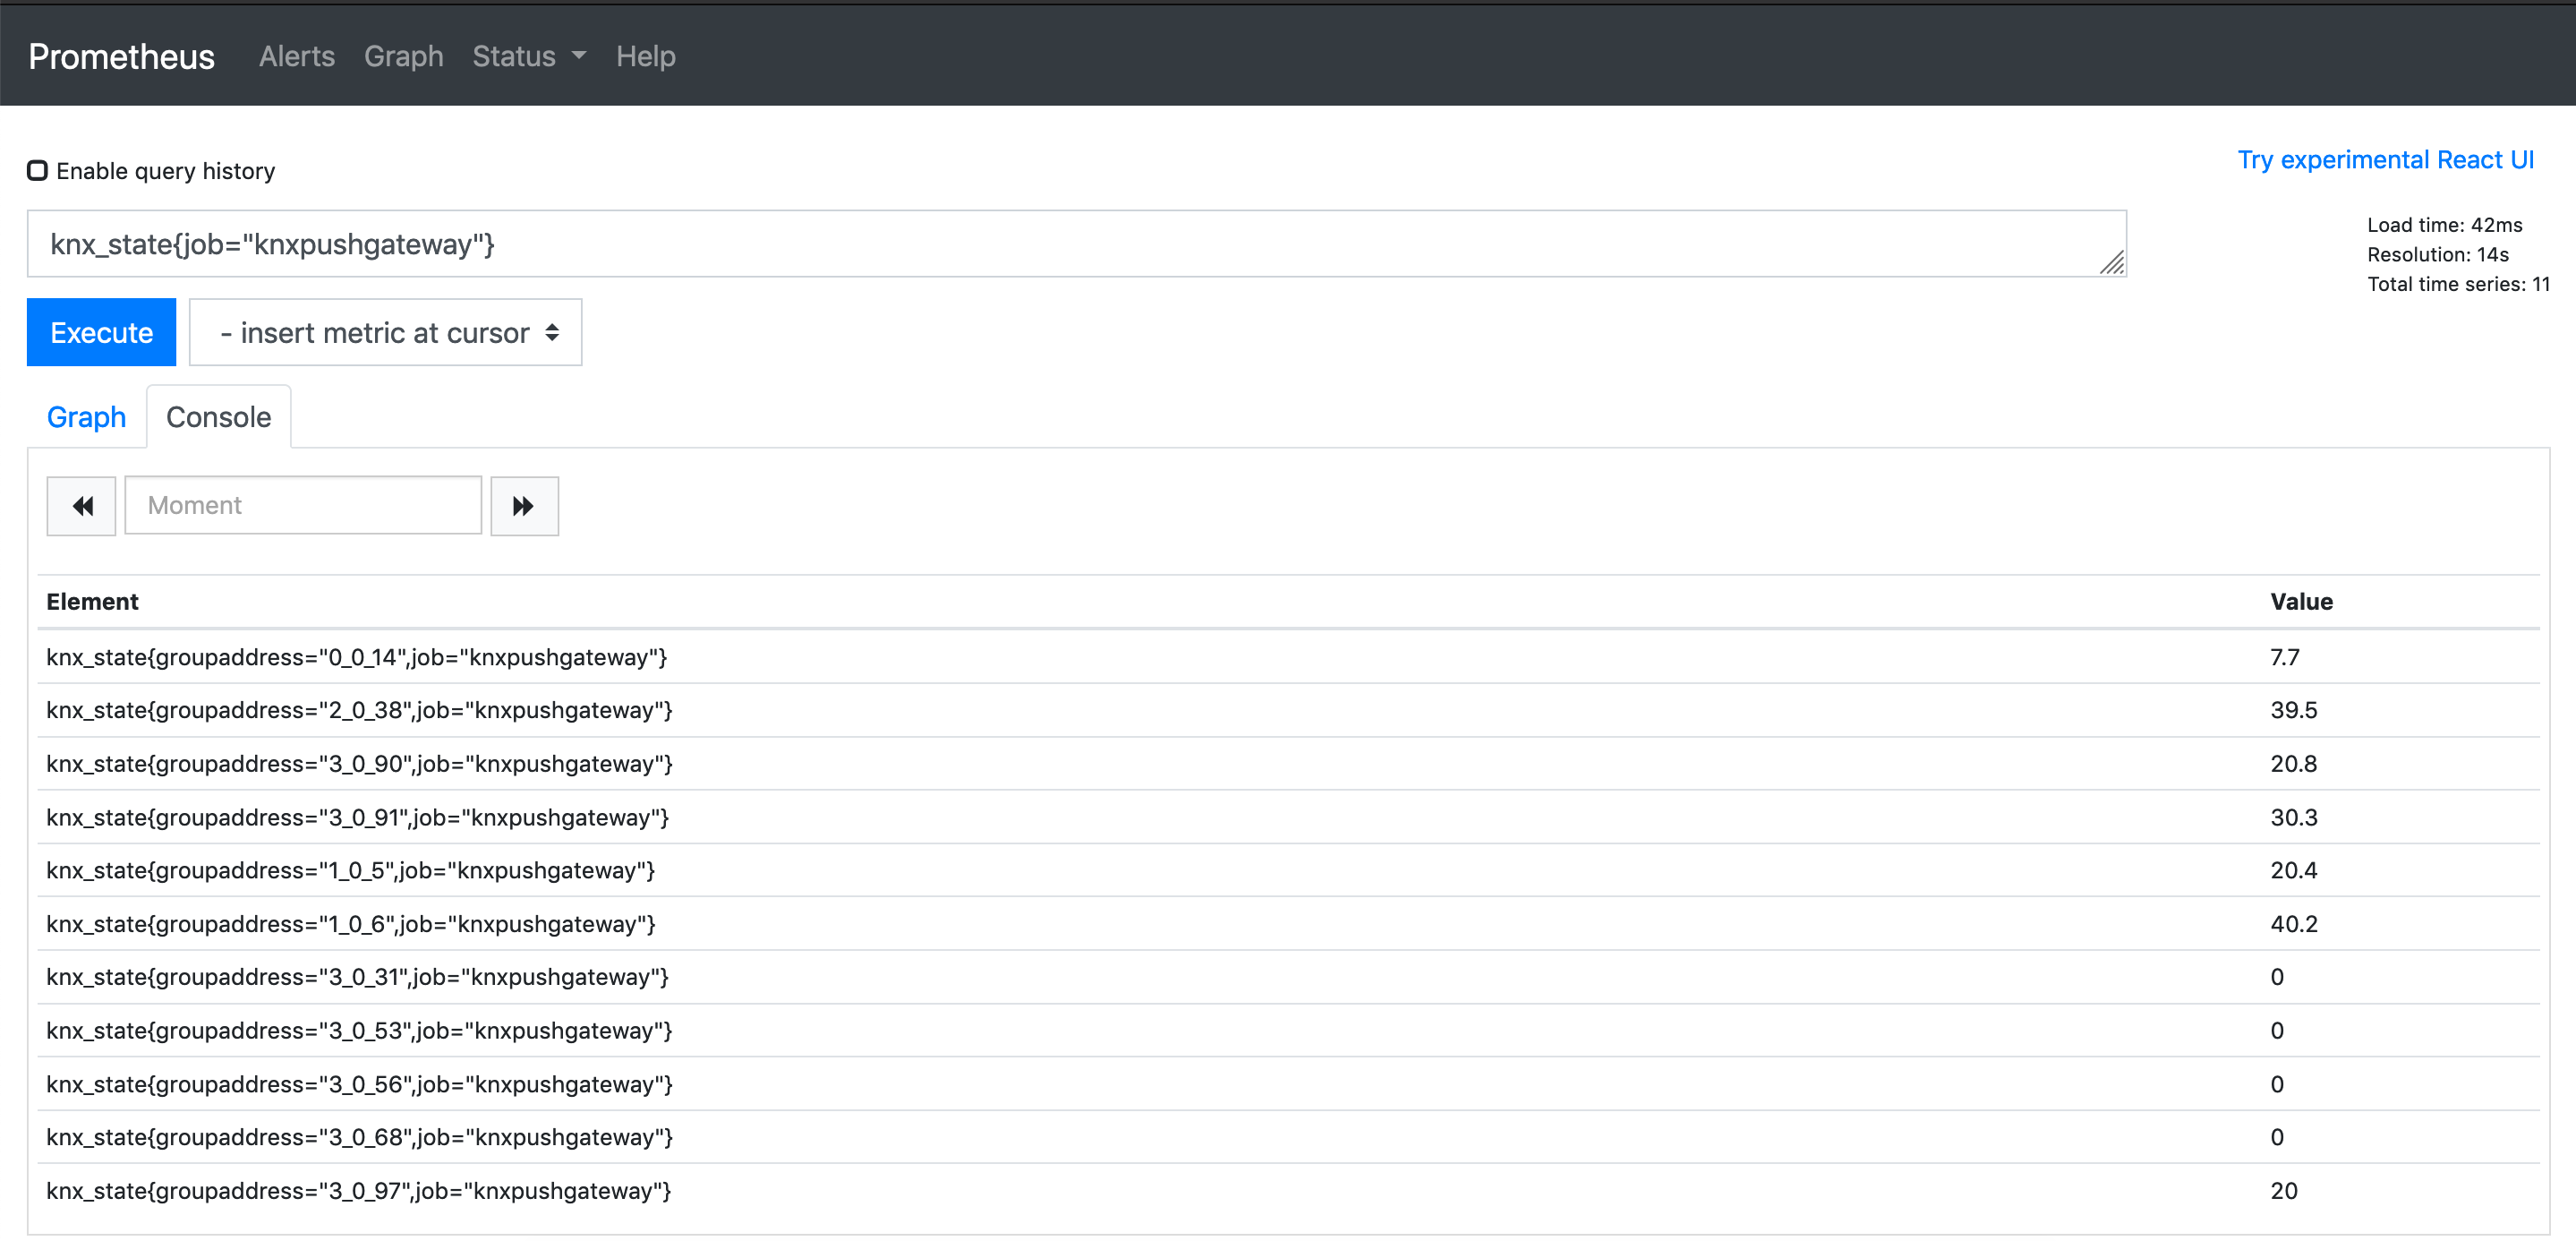 Prometheus Alerts Graph Status Help
Try experimental React UI
Enable query history
knx_state{job="knxpushgateway"}
Load time: 42ms
Resolution: 14s
Total time series: 11
Execute - insert metric at cursor
Graph Console
Moment
Element Value
knx_state{groupaddress="0_0_14",job="knxpushgateway"} 7.7
knx_state{groupaddress="2_0_38",job="knxpushgateway"} 39.5
knx_state{groupaddress="3_0_90",job="knxpushgateway"} 20.8
knx_state{groupaddress="3_0_91",job="knxpushgateway"} 30.3
knx_state{groupaddress="1_0_5",job="knxpushgateway"} 20.4
knx_state{groupaddress="1_0_6",job="knxpushgateway"} 40.2
knx_state{groupaddress="3_0_31",job="knxpushgateway"} 0
knx_state{groupaddress="3_0_53",job="knxpushgateway"} 0
knx_state{groupaddress="3_0_56",job="knxpushgateway"} 0
knx_state{groupaddress="3_0_68",job="knxpushgateway"} 0
knx_state{groupaddress="3_0_97",job="knxpushgateway"} 20